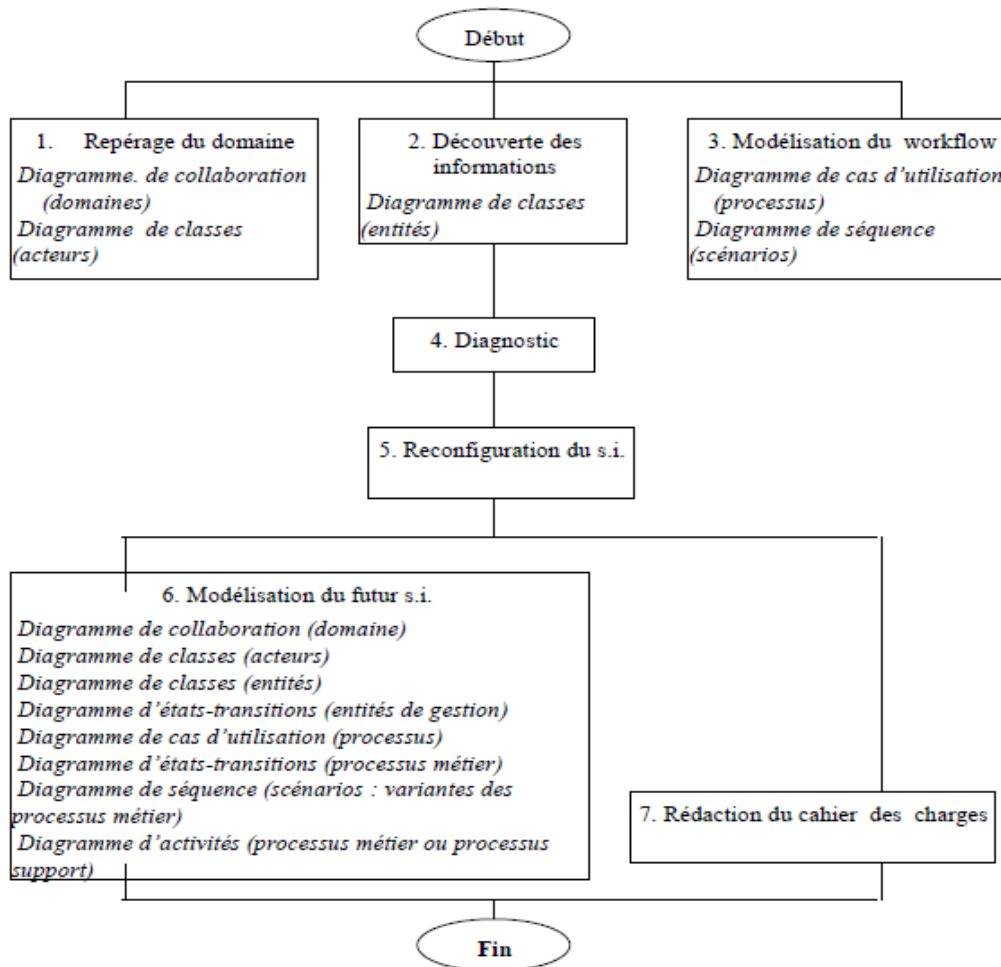 Début
1. Repérage du domaine
Diagramme. de collaboration
(domaines)
Diagramme de classes
(acteurs)
2. Découverte des
informations
Diagramme de classes
(entités)
3. Modélisation du workflow
Diagramme de cas d’utilisation
(processus)
Diagramme de séquence
(scénarios)
4. Diagnostic
5. Reconfiguration du s.i.
6. Modélisation du futur s.i.
Diagramme de collaboration (domaine)
Diagramme de classes (acteurs)
Diagramme de classes (entités)
Diagramme d’états-transitions (entités de gestion)
Diagramme de cas d’utilisation (processus)
Diagramme d’états-transitions (processus métier)
Diagramme de séquence (scénarios : variantes des
processus métier)
Diagramme d’activités (processus métier ou processus
support)
7. Rédaction du cahier des charges
Fin